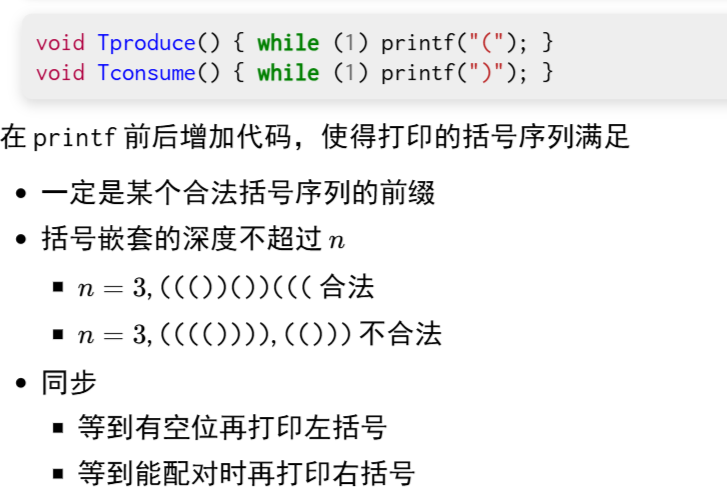 void Tproduce() { while (1) printf("("); }
void Tconsume() { while (1) printf(")"); }
在 printf 前后增加代码，使得打印的括号序列满足
• 一定是某个合法括号序列的前缀
• 括号嵌套的深度不超过 n
▪ n = 3, ((())())((( 合法
▪ n = 3, (((()))), (())) 不合法
• 同步
▪ 等到有空位再打印左括号
▪ 等到能配对时再打印右括号